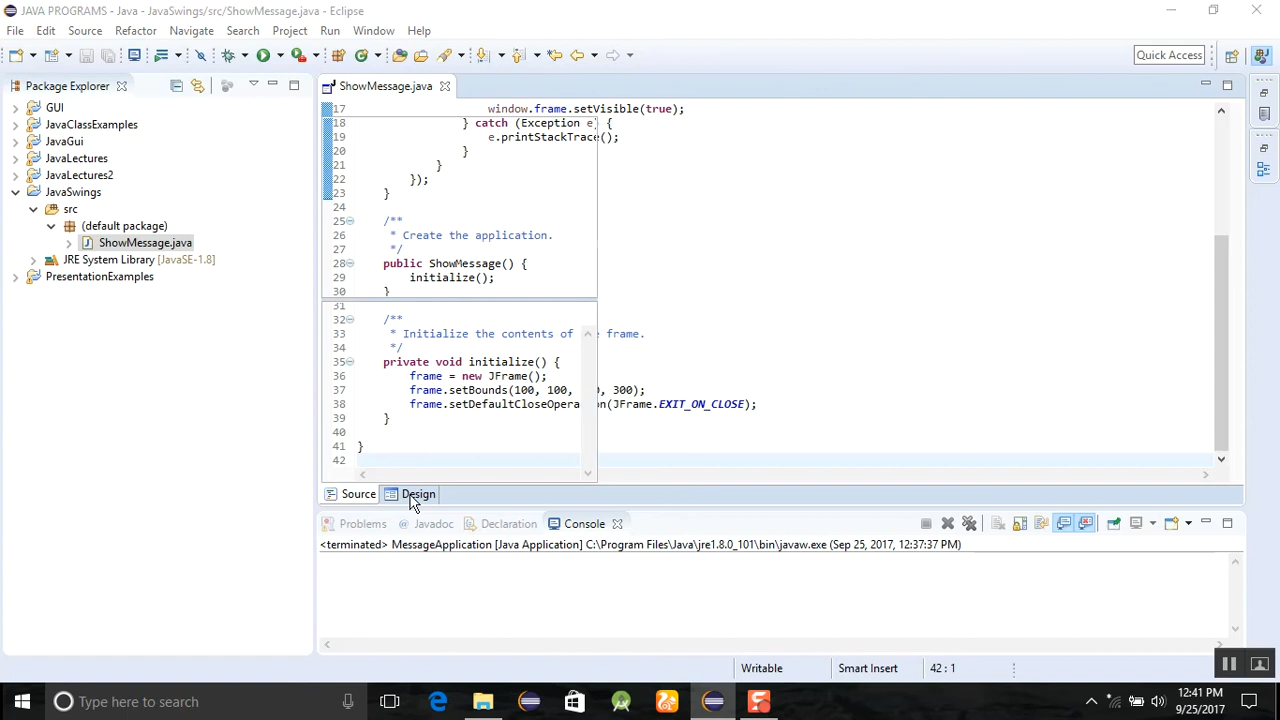 JAVA PROGRAMS - Java - JavaSwings/src/ShowMessage.java - Eclipse
File Edit Source Refactor Navigate Search Project Run Window Help
Quick Access
Package Explorer
GUI
JavaClassExamples
JavaGui
JavaLectures
JavaLectures2
JavaSwings
src
(default package)
ShowMessage.java
JRE System Library [JavaSE-1.8]
PresentationExamples
ShowMessage.java
17 window.frame.setVisible(true);
18 } catch (Exception e) {
19 e.printStackTrace();
20 }
21 }
22 });
23 }
24
25 /**
26 * Create the application.
27 */
28 public ShowMessage() {
29 initialize();
30 }
31
32 /**
33 * Initialize the contents of frame.
34 */
35 private void initialize() {
36 frame = new JFrame();
37 frame.setBounds(100, 100, , 300);
38 frame.setDefaultCloseOperation(JFrame.EXIT_ON_CLOSE);
39 }
40
41 }
42
Source Design
Problems Javadoc Declaration Console
<terminated> MessageApplication [Java Application] C:\Program Files\Java\jre1.8.0_101\bin\javaw.exe (Sep 25, 2017, 12:37:37 PM)
Writable Smart Insert 42 : 1
Type here to search
12:41 PM
9/25/2017